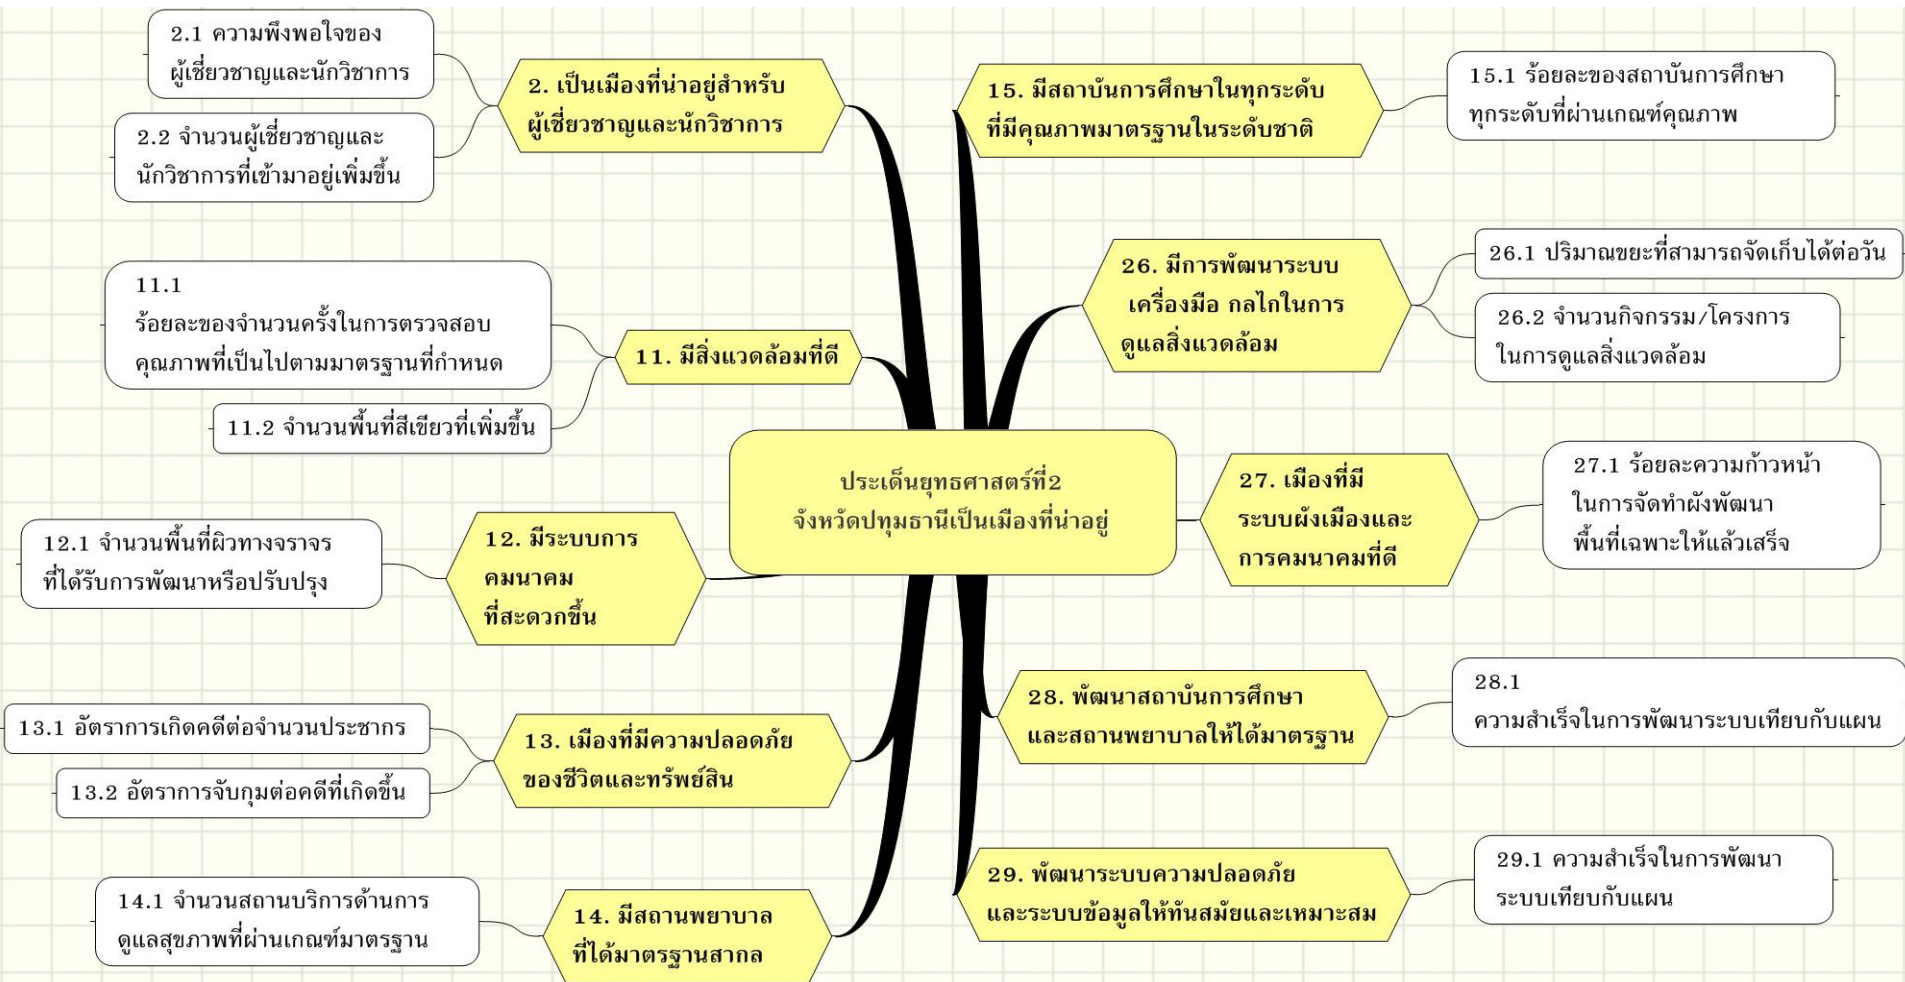 2.1 ความพึงพอใจของ
ผู้เชี่ยวชาญและนักวิชาการ
2.2 จำนวนผู้เชี่ยวชาญและ
นักวิชาการที่เข้ามาอยู่เพิ่มขึ้น
2. เป็นเมืองที่น่าอยู่สำหรับ
ผู้เชี่ยวชาญและนักวิชาการ
11.1
ร้อยละของจำนวนครั้งในการตรวจสอบ
คุณภาพที่เป็นไปตามมาตรฐานที่กำหนด
11.2 จำนวนพื้นที่สีเขียวที่เพิ่มขึ้น
11. มีสิ่งแวดล้อมที่ดี
12.1 จำนวนพื้นที่ผิวทางจราจร
ที่ได้รับการพัฒนาหรือปรับปรุง
12. มีระบบการ
คมนาคม
ที่สะดวกขึ้น
13.1 อัตราการเกิดคดีต่อจำนวนประชากร
13.2 อัตราการจับกุมต่อคดีที่เกิดขึ้น
13. เมืองที่มีความปลอดภัย
ของชีวิตและทรัพย์สิน
14.1 จำนวนสถานบริการด้านการ
ดูแลสุขภาพที่ผ่านเกณฑ์มาตรฐาน
14. มีสถานพยาบาล
ที่ได้มาตรฐานสากล
ประเด็นยุทธศาสตร์ที่2
จังหวัดปทุมธานีเป็นเมืองที่น่าอยู่
15. มีสถาบันการศึกษาในทุกระดับ
ที่มีคุณภาพมาตรฐานในระดับชาติ
15.1 ร้อยละของสถาบันการศึกษา
ทุกระดับที่ผ่านเกณฑ์คุณภาพ
26. มีการพัฒนาระบบ
เครื่องมือ กลไกในการ
ดูแลสิ่งแวดล้อม
26.1 ปริมาณขยะที่สามารถจัดเก็บได้ต่อวัน
26.2 จำนวนกิจกรรม/โครงการ
ในการดูแลสิ่งแวดล้อม
27. เมืองที่มี
ระบบผังเมืองและ
การคมนาคมที่ดี
27.1 ร้อยละความก้าวหน้า
ในการจัดทำผังพัฒนา
พื้นที่เฉพาะให้แล้วเสร็จ
28. พัฒนาสถาบันการศึกษา
และสถานพยาบาลให้ได้มาตรฐาน
28.1
ความสำเร็จในการพัฒนาระบบเทียบกับแผน
29. พัฒนาระบบความปลอดภัย
และระบบข้อมูลให้ทันสมัยและเหมาะสม
29.1 ความสำเร็จในการพัฒนา
ระบบเทียบกับแผน